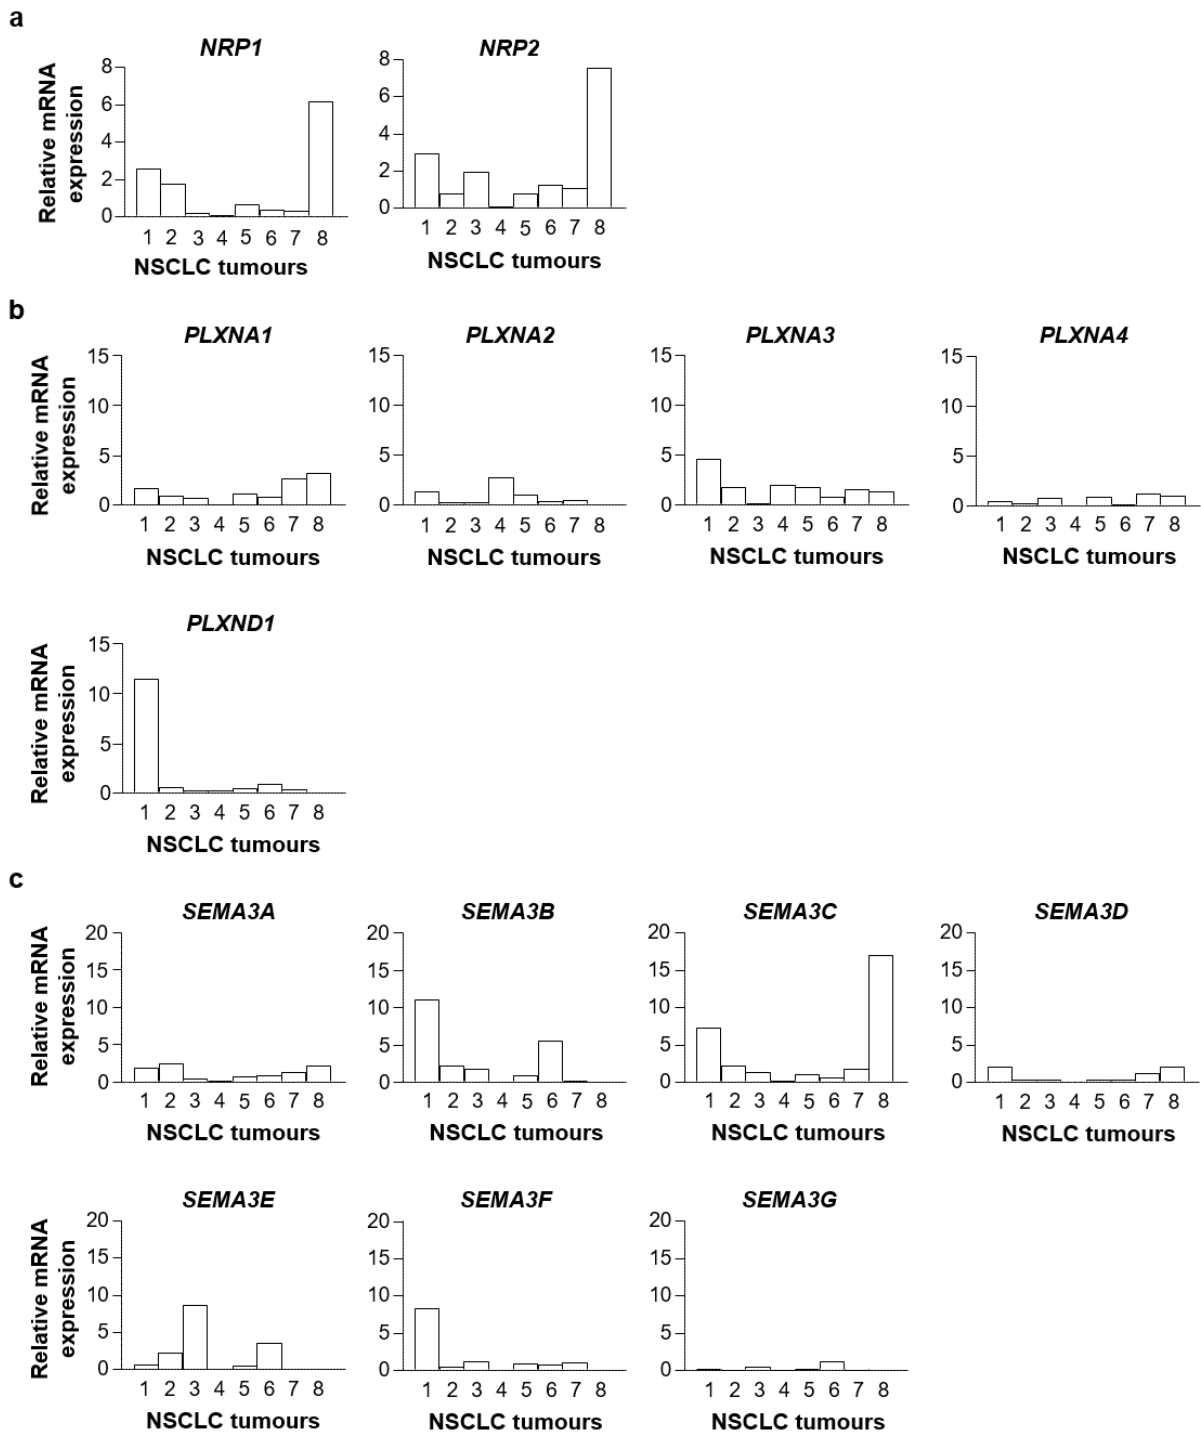 a
NRP1
NRP2
Relative mRNA
expression
8
6
4
2
0
1 2 3 4 5 6 7 8
NSCLC tumours
8
6
4
2
0
1 2 3 4 5 6 7 8
NSCLC tumours
b
PLXNA1
PLXNA2
PLXNA3
PLXNA4
Relative mRNA
expression
15
10
5
0
1 2 3 4 5 6 7 8
NSCLC tumours
15
10
5
0
1 2 3 4 5 6 7 8
NSCLC tumours
15
10
5
0
1 2 3 4 5 6 7 8
NSCLC tumours
15
10
5
0
1 2 3 4 5 6 7 8
NSCLC tumours
PLXND1
Relative mRNA
expression
15
10
5
0
1 2 3 4 5 6 7 8
NSCLC tumours
c
SEMA3A
SEMA3B
SEMA3C
SEMA3D
Relative mRNA
expression
20
15
10
5
0
1 2 3 4 5 6 7 8
NSCLC tumours
20
15
10
5
0
1 2 3 4 5 6 7 8
NSCLC tumours
20
15
10
5
0
1 2 3 4 5 6 7 8
NSCLC tumours
20
15
10
5
0
1 2 3 4 5 6 7 8
NSCLC tumours
SEMA3E
SEMA3F
SEMA3G
Relative mRNA
expression
20
15
10
5
0
1 2 3 4 5 6 7 8
NSCLC tumours
20
15
10
5
0
1 2 3 4 5 6 7 8
NSCLC tumours
20
15
10
5
0
1 2 3 4 5 6 7 8
NSCLC tumours